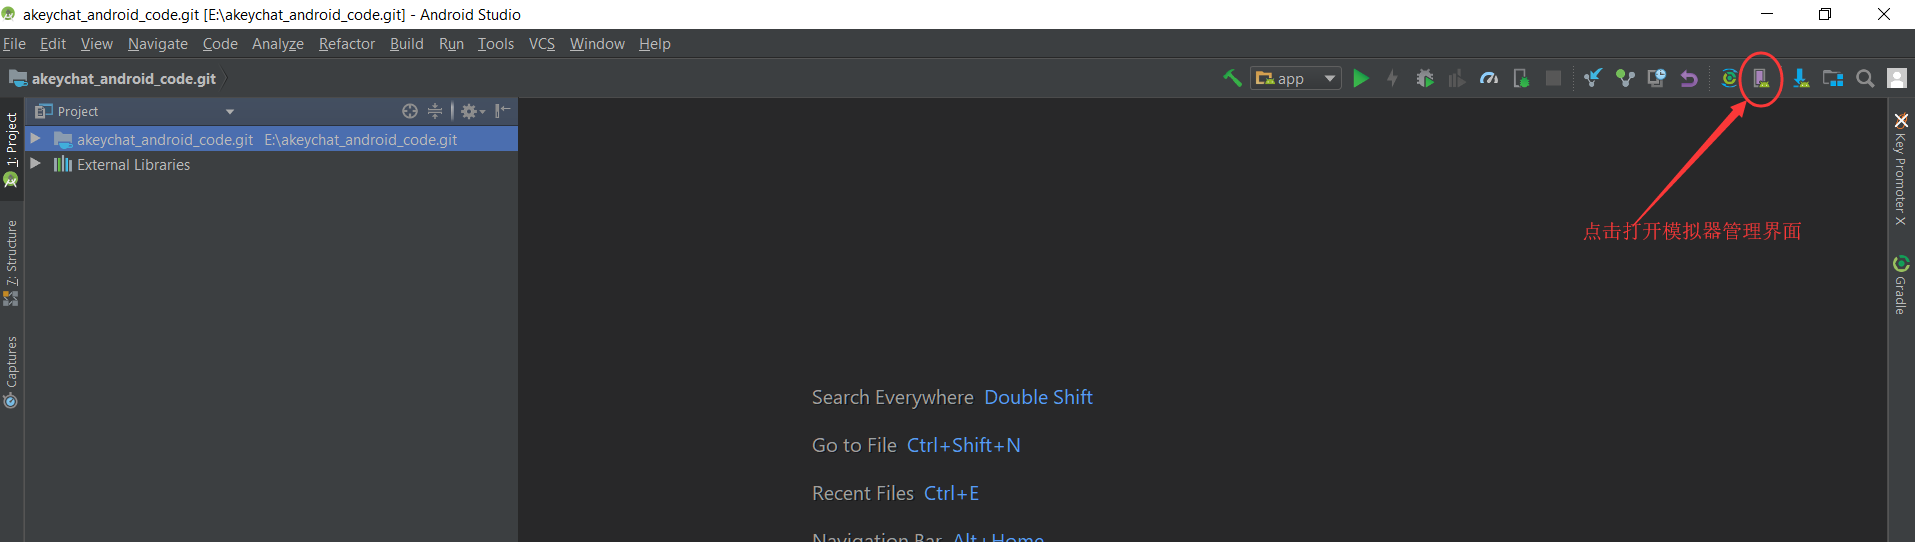 akeychat_android_code.git [E:\akeychat_android_code.git] - Android Studio
File Edit View Navigate Code Analyze Refactor Build Run Tools VCS Window Help
akeychat_android_code.git
app
Project
akeychat_android_code.git E:\akeychat_android_code.git
External Libraries
1: Project
7: Structure
Captures
点击打开模拟器管理界面
Key Promoter X
Gradle
Search Everywhere Double Shift
Go to File Ctrl+Shift+N
Recent Files Ctrl+E
Navigation Bar Alt+Home